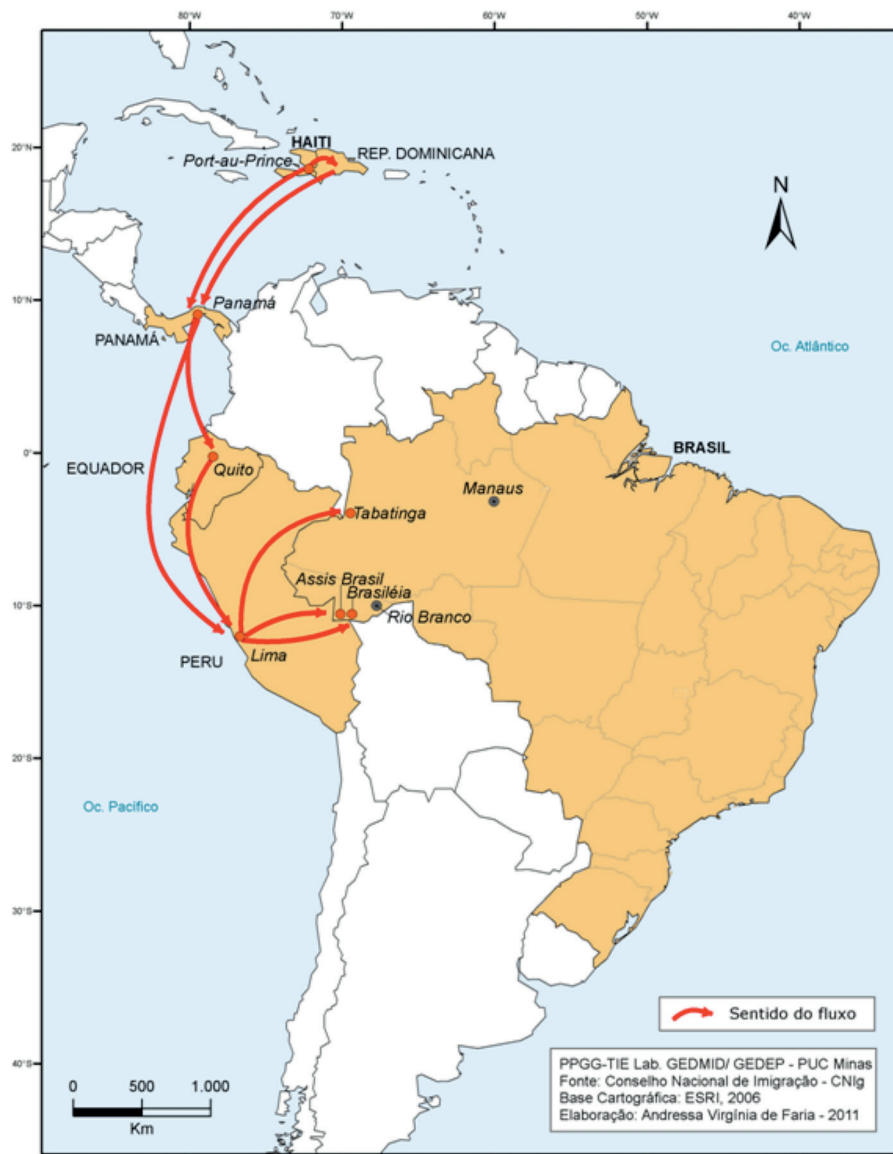 80°W
70°W
60°W
50°W
40°W
20°N
HAITI
Port-au-Prince
REP. DOMINICANA
N
10°N
Panamá
PANAMÁ
Oc. Atlântico
0°
EQUADOR
Quito
BRASIL
Manaus
Tabatinga
Assis Brasil
Brasiléia
10°S
Rio Branco
PERU
Lima
20°S
Oc. Pacífico
30°S
Sentido do fluxo
40°S
0 500 1.000
Km
PPGG-TIE Lab. GEDMID/ GEDEP - PUC Minas
Fonte: Conselho Nacional de Imigração - CNIg
Base Cartográfica: ESRI, 2006
Elaboração: Andressa Virgínia de Faria - 2011